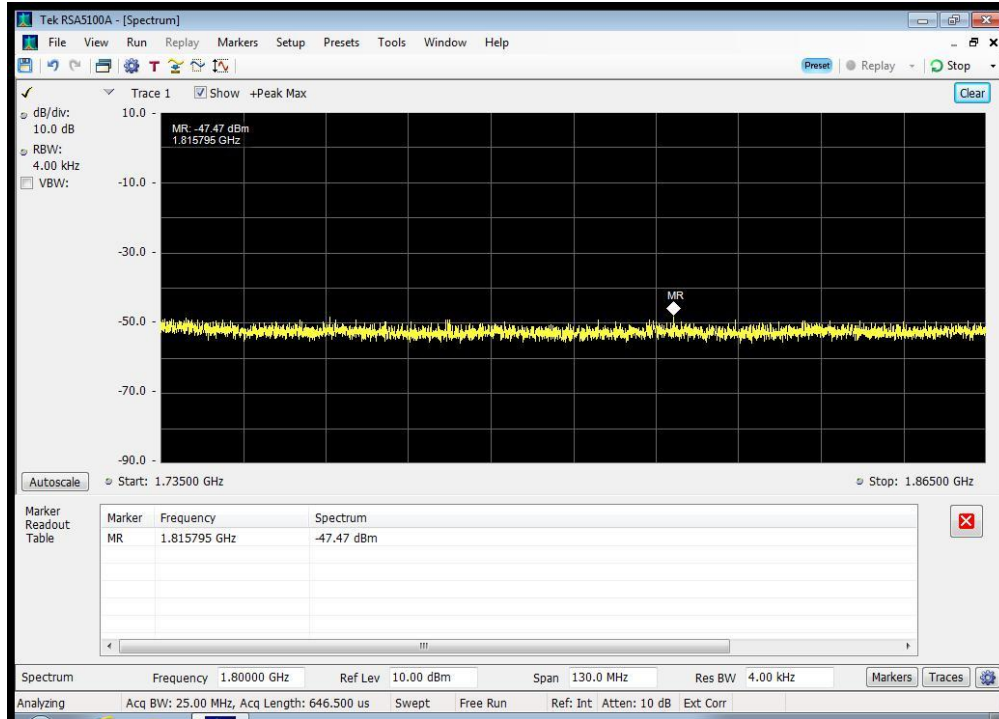 Tek RSA5100A - [Spectrum]
File View Run Replay Markers Setup Presets Tools Window Help
Preset Replay Stop
Trace 1 Show +Peak Max Clear
dB/div:
10.0 dB
RBW:
4.00 kHz
VBW:
10.0
-10.0
-30.0
-50.0
-70.0
-90.0
MR: -47.47 dBm
1.815795 GHz
MR
Autoscale
Start: 1.73500 GHz Stop: 1.86500 GHz
Marker
Readout
Table
Marker Frequency Spectrum
MR 1.815795 GHz -47.47 dBm
Spectrum Frequency 1.80000 GHz Ref Lev 10.00 dBm Span 130.0 MHz Res BW 4.00 kHz Markers Traces
Analyzing Acq BW: 25.00 MHz, Acq Length: 646.500 us Swept Free Run Ref: Int Atten: 10 dB Ext Corr